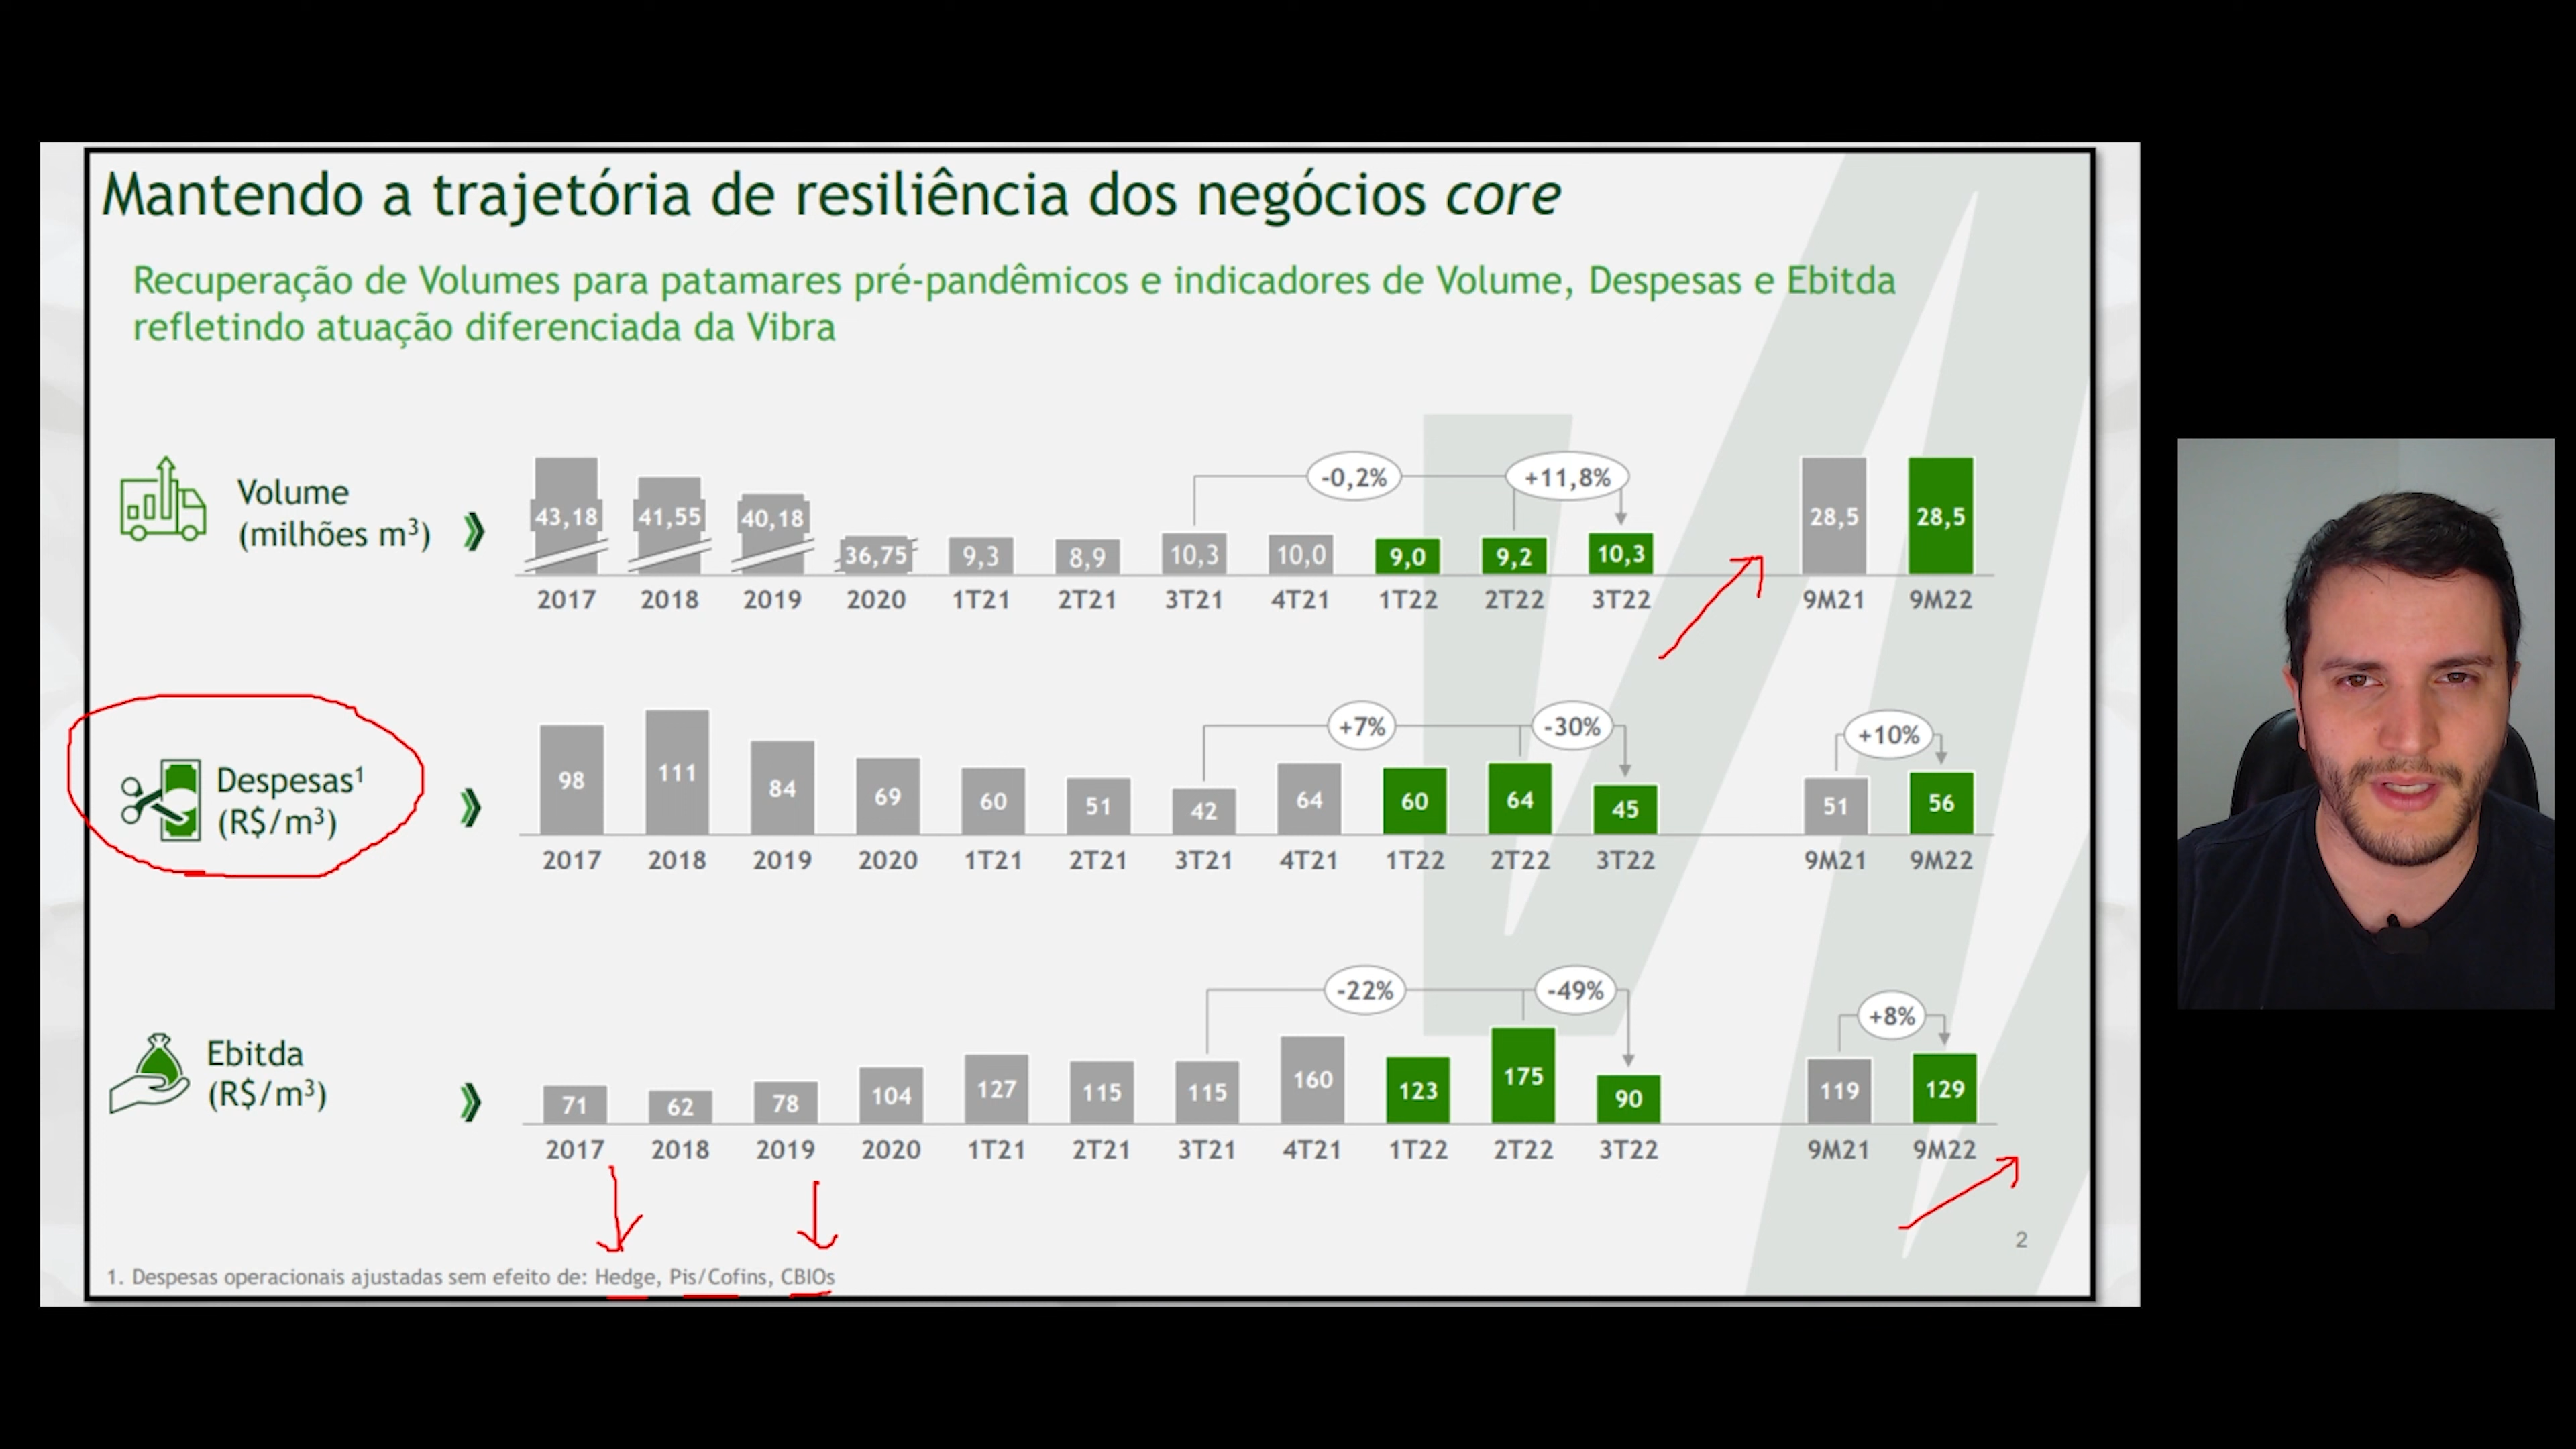 Mantendo a trajetória de resiliência dos negócios core
Recuperação de Volumes para patamares pré-pandêmicos e indicadores de Volume, Despesas e Ebitda
refletindo atuação diferenciada da Vibra
Volume
(milhões m³)
-0,2% +11,8%
43,18 41,55 40,18 36,75 9,3 8,9 10,3 10,0 9,0 9,2 10,3 28,5 28,5
2017 2018 2019 2020 1T21 2T21 3T21 4T21 1T22 2T22 3T22 9M21 9M22
Despesas¹
(R$/m³)
+7% -30% +10%
98 111 84 69 60 51 42 64 60 64 45 51 56
2017 2018 2019 2020 1T21 2T21 3T21 4T21 1T22 2T22 3T22 9M21 9M22
Ebitda
(R$/m³)
-22% -49% +8%
71 62 78 104 127 115 115 160 123 175 90 119 129
2017 2018 2019 2020 1T21 2T21 3T21 4T21 1T22 2T22 3T22 9M21 9M22
2
1. Despesas operacionais ajustadas sem efeito de: Hedge, Pis/Cofins, CBIOs